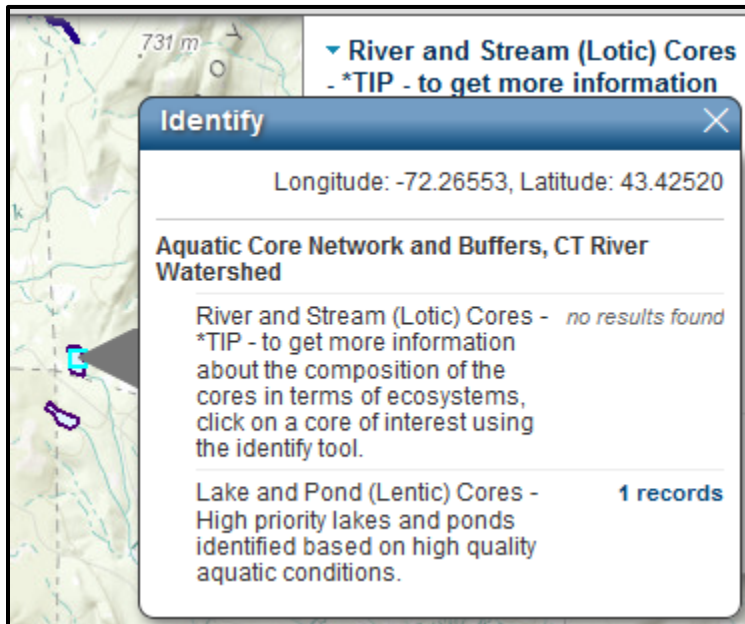 731 m
T
O
k
River and Stream (Lotic) Cores
- *TIP - to get more information
Identify
Longitude: -72.26553, Latitude: 43.42520
Aquatic Core Network and Buffers, CT River
Watershed
River and Stream (Lotic) Cores - no results found
*TIP - to get more information
about the composition of the
cores in terms of ecosystems,
click on a core of interest using
the identify tool.
Lake and Pond (Lentic) Cores - 1 records
High priority lakes and ponds
identified based on high quality
aquatic conditions.